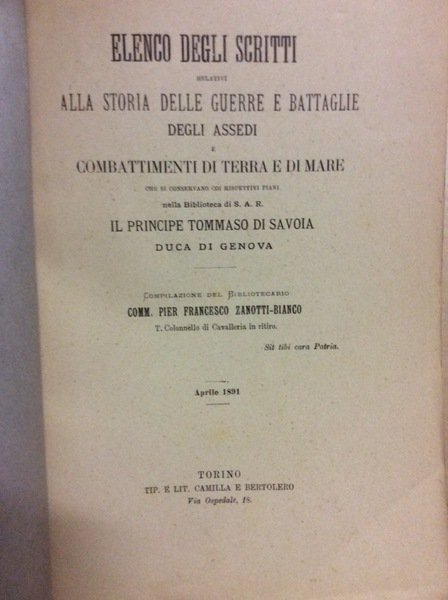 ELENCO DEGLI SCRITTI
RELATIVI
ALLA STORIA DELLE GUERRE E BATTAGLIE
DEGLI ASSEDI
E
COMBATTIMENTI DI TERRA E DI MARE
CHE SI CONSERVANO COI RISPETTIVI PIANI
nella Biblioteca di S. A. R.
IL PRINCIPE TOMMASO DI SAVOIA
DUCA DI GENOVA
COMPILAZIONE DEL BIBLIOTECARIO
COMM. PIER FRANCESCO ZANOTTI-BIANCO
T. Colonnello di Cavalleria in ritiro.
Sit tibi cara Patria.
Aprile 1891
TORINO
TIP. E LIT. CAMILLA E BERTOLERO
Via Ospedale, 18.